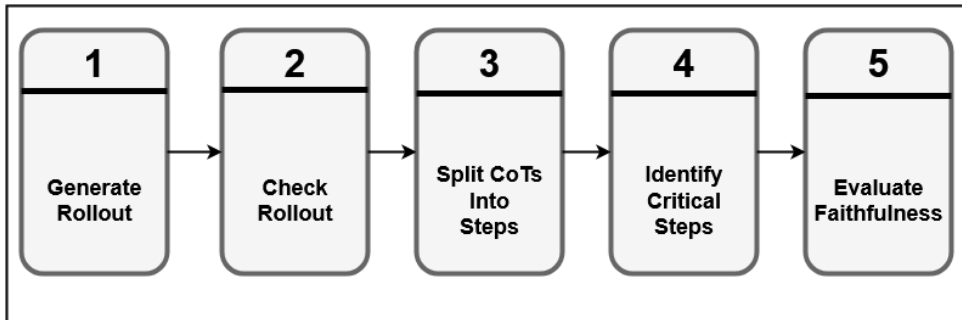 1
Generate
Rollout
2
Check
Rollout
3
Split CoTs
Into
Steps
4
Identify
Critical
Steps
5
Evaluate
Faithfulness